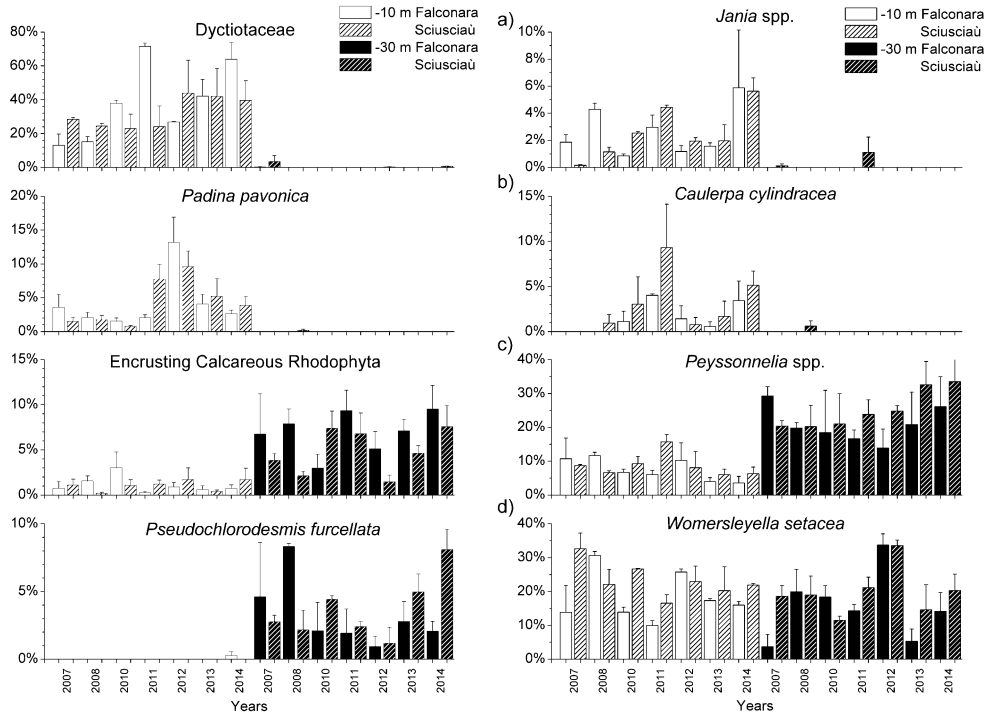 Dyctiotaceae
-10 m Falconara
Sciusciaù
-30 m Falconara
Sciusciaù
80%
60%
40%
20%
0%
a)
Jania spp.
-10 m Falconara
Sciusciaù
-30 m Falconara
Sciusciaù
10%
8%
6%
4%
2%
0%
Padina pavonica
20%
15%
10%
5%
0%
b)
Caulerpa cylindracea
15%
10%
5%
0%
Encrusting Calcareous Rhodophyta
15%
10%
5%
0%
c)
Peyssonnelia spp.
40%
30%
20%
10%
0%
Pseudochlorodesmis furcellata
10%
5%
0%
2007
2008
2010
2011
2012
2013
2014
2007
2008
2010
2011
2012
2013
2014
Years
d)
Womersleyella setacea
40%
30%
20%
10%
0%
2007
2008
2010
2011
2012
2013
2014
2007
2008
2010
2011
2012
2013
2014
Years